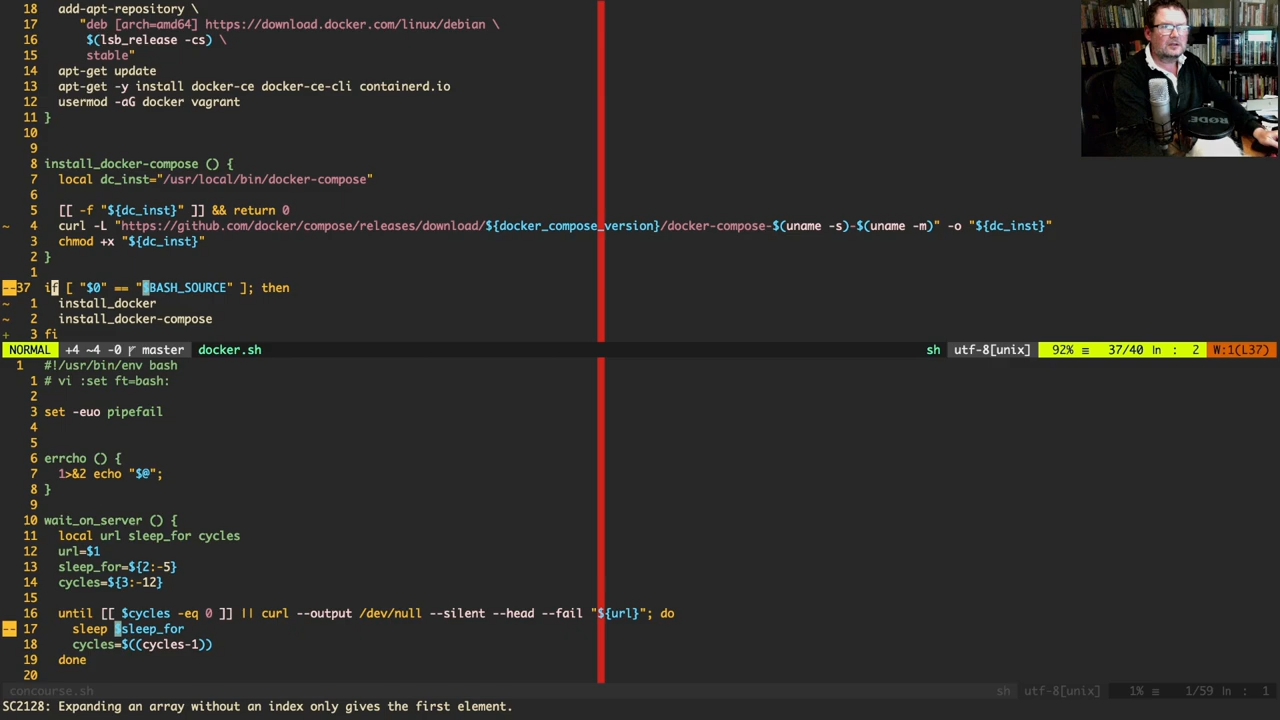 18 add-apt-repository \
17 "deb [arch=amd64] https://download.docker.com/linux/debian \
16 $(lsb_release -cs) \
15 stable"
14 apt-get update
13 apt-get -y install docker-ce docker-ce-cli containerd.io
12 usermod -aG docker vagrant
11 }
10
9
8 install_docker-compose () {
7 local dc_inst="/usr/local/bin/docker-compose"
6
5 [[ -f "${dc_inst}" ]] && return 0
~ 4 curl -L "https://github.com/docker/compose/releases/download/${docker_compose_version}/docker-compose-$(uname -s)-$(uname -m)" -o "${dc_inst}"
3 chmod +x "${dc_inst}"
2 }
1
--37 if [ "$0" == "$BASH_SOURCE" ]; then
~ 1 install_docker
~ 2 install_docker-compose
+ 3 fi
NORMAL +4 ~4 -0 master docker.sh sh utf-8[unix] 92% ≡ 37/40 ln : 2 W:1(L37)
1 #!/usr/bin/env bash
1 # vi :set ft=bash:
2
3 set -euo pipefail
4
5
6 errcho () {
7 1>&2 echo "$@";
8 }
9
10 wait_on_server () {
11 local url sleep_for cycles
12 url=$1
13 sleep_for=${2:-5}
14 cycles=${3:-12}
15
16 until [[ $cycles -eq 0 ]] || curl --output /dev/null --silent --head --fail "${url}"; do
-- 17 sleep $sleep_for
18 cycles=$((cycles-1))
19 done
20
concourse.sh sh utf-8[unix] 1% ≡ 1/59 ln : 1
SC2128: Expanding an array without an index only gives the first element.
RØDE